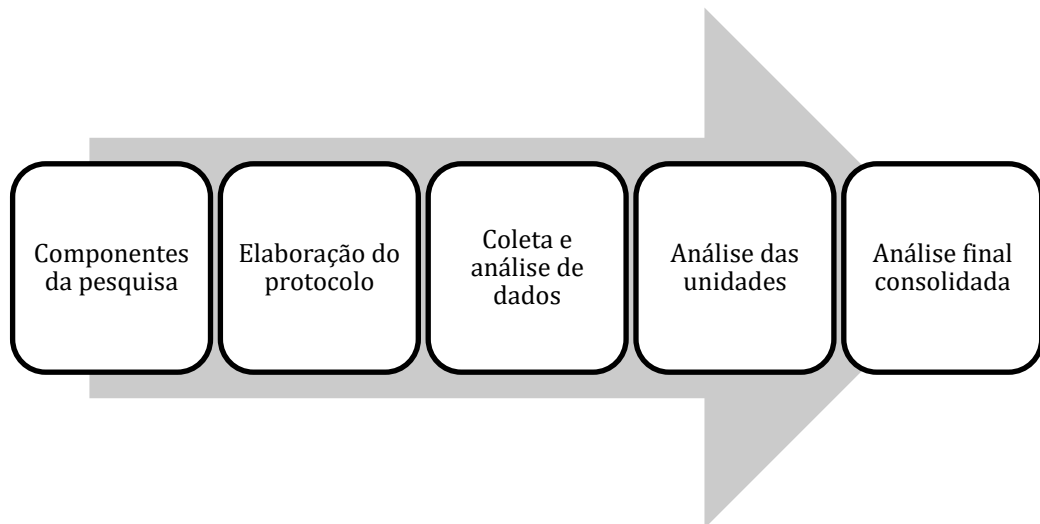 Componentes
da pesquisa
Elaboração do
protocolo
Coleta e
análise de
dados
Análise das
unidades
Análise final
consolidada